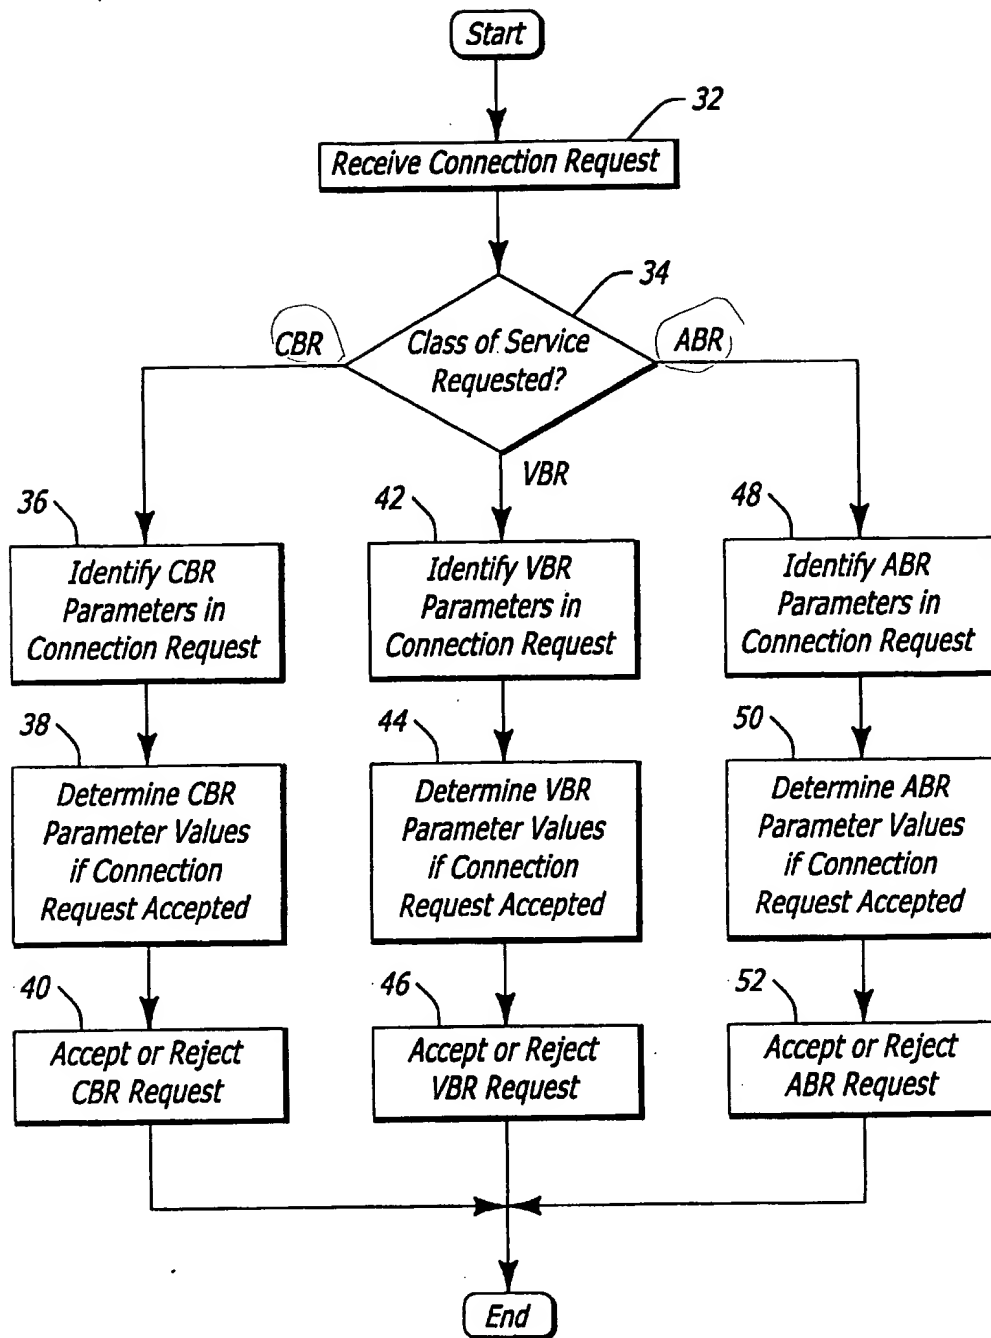 Start
32
Receive Connection Request
34
CBR
Class of Service
Requested?
ABR
VBR
36
Identify CBR
Parameters in
Connection Request
42
Identify VBR
Parameters in
Connection Request
48
Identify ABR
Parameters in
Connection Request
38
Determine CBR
Parameter Values
if Connection
Request Accepted
44
Determine VBR
Parameter Values
if Connection
Request Accepted
50
Determine ABR
Parameter Values
if Connection
Request Accepted
40
Accept or Reject
CBR Request
46
Accept or Reject
VBR Request
52
Accept or Reject
ABR Request
End